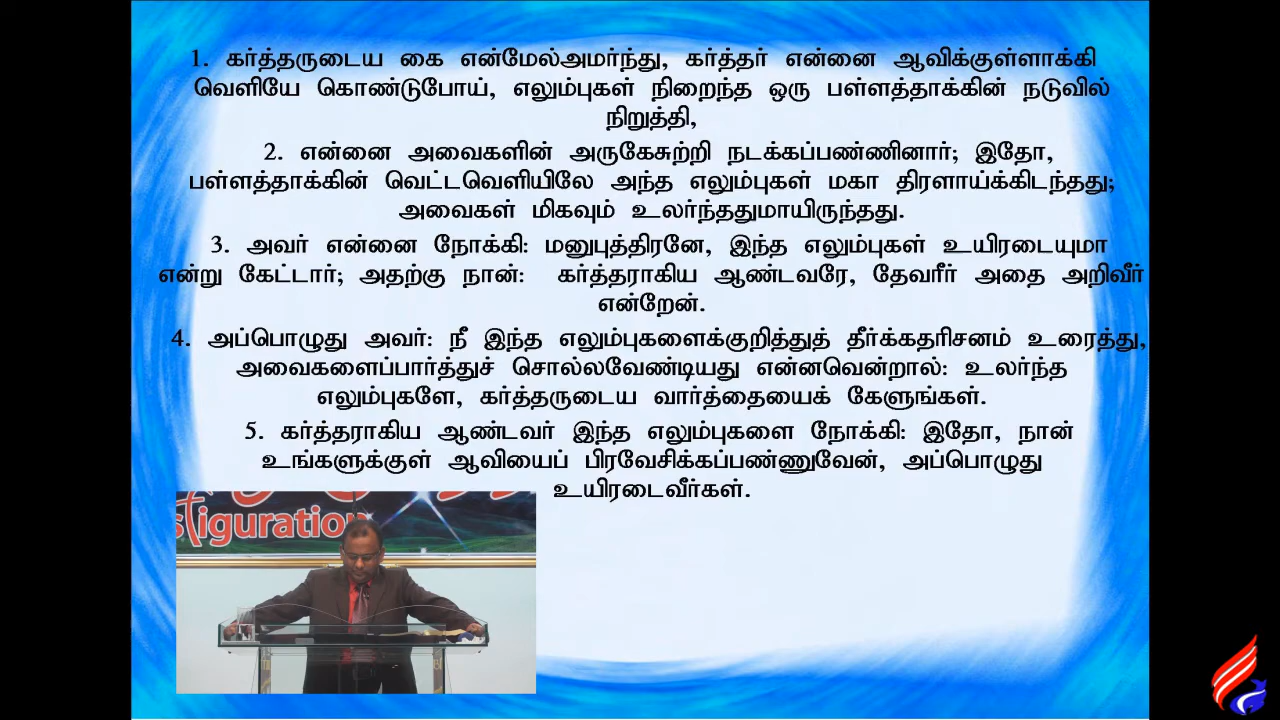 1. கர்த்தருடைய கை என்மேல்அமர்ந்து, கர்த்தர் என்னை ஆவிக்குள்ளாக்கி
வெளியே கொண்டுபோய், எலும்புகள் நிறைந்த ஒரு பள்ளத்தாக்கின் நடுவில்
நிறுத்தி,
2. என்னை அவைகளின் அருகேசுற்றி நடக்கப்பண்ணினார்; இதோ,
பள்ளத்தாக்கின் வெட்டவெளியிலே அந்த எலும்புகள் மகா திரளாய்க்கிடந்தது;
அவைகள் மிகவும் உலர்ந்ததுமாயிருந்தது.
3. அவர் என்னை நோக்கி: மனுபுத்திரனே, இந்த எலும்புகள் உயிரடையுமா
என்று கேட்டார்; அதற்கு நான்: கர்த்தராகிய ஆண்டவரே, தேவரீர் அதை அறிவீர்
என்றேன்.
4. அப்பொழுது அவர்: நீ இந்த எலும்புகளைக்குறித்துத் தீர்க்கதரிசனம் உரைத்து,
அவைகளைப்பார்த்துச் சொல்லவேண்டியது என்னவென்றால்: உலர்ந்த
எலும்புகளே, கர்த்தருடைய வார்த்தையைக் கேளுங்கள்.
5. கர்த்தராகிய ஆண்டவர் இந்த எலும்புகளை நோக்கி: இதோ, நான்
உங்களுக்குள் ஆவியைப் பிரவேசிக்கப்பண்ணுவேன், அப்பொழுது
உயிரடைவீர்கள்.
stiguration